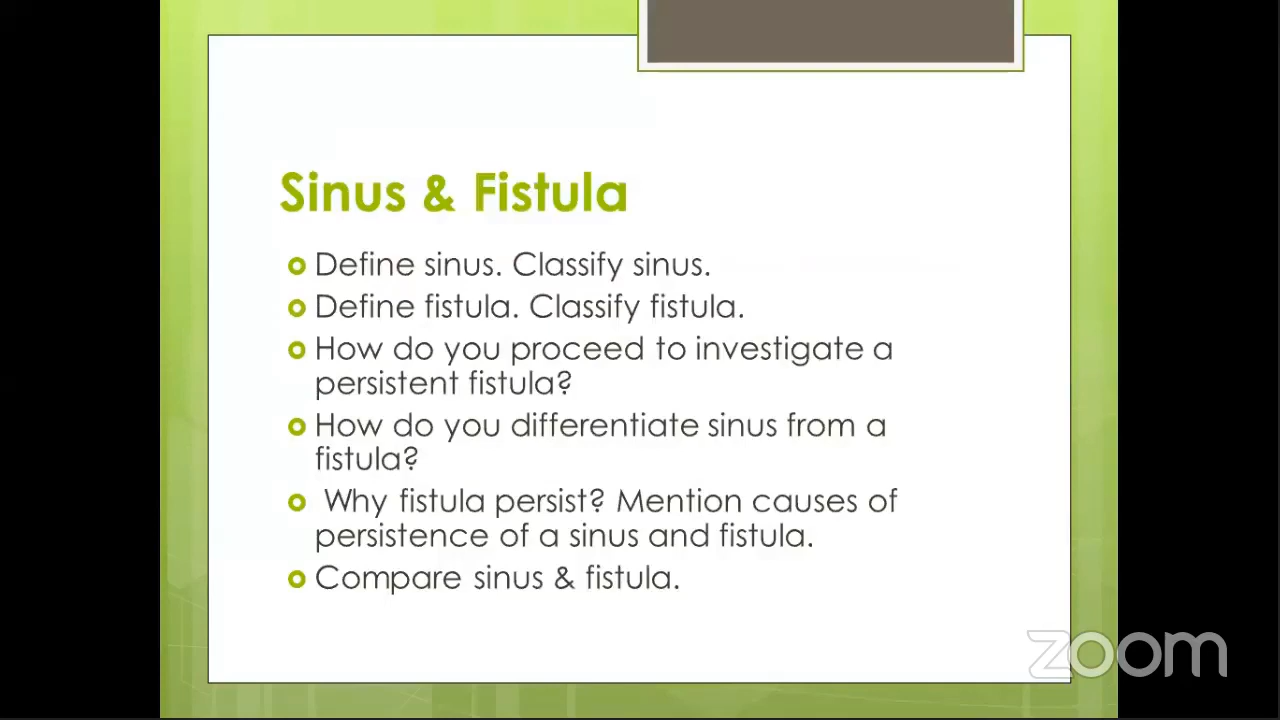 Sinus & Fistula
Define sinus. Classify sinus.
Define fistula. Classify fistula.
How do you proceed to investigate a
persistent fistula?
How do you differentiate sinus from a
fistula?
Why fistula persist? Mention causes of
persistence of a sinus and fistula.
Compare sinus & fistula.
zoom